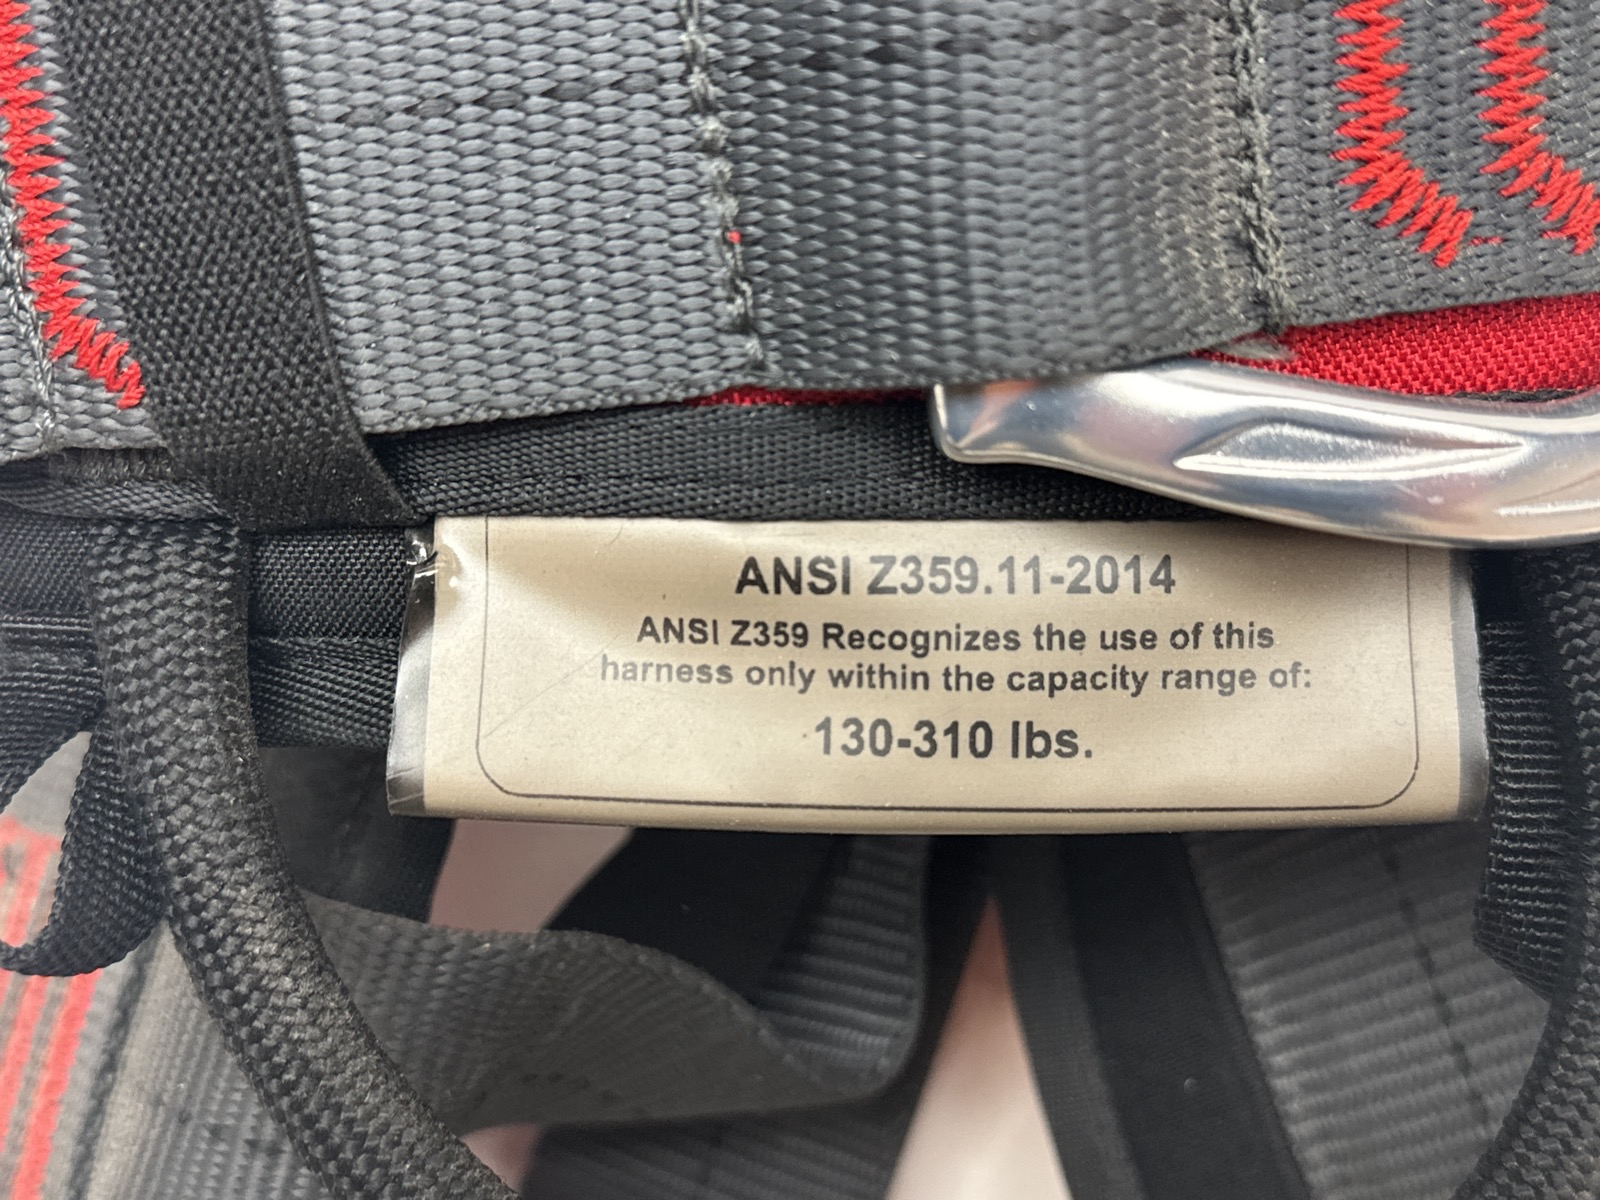 ANSI Z359.11-2014
ANSI Z359 Recognizes the use of this
harness only within the capacity range of:
130-310 lbs.